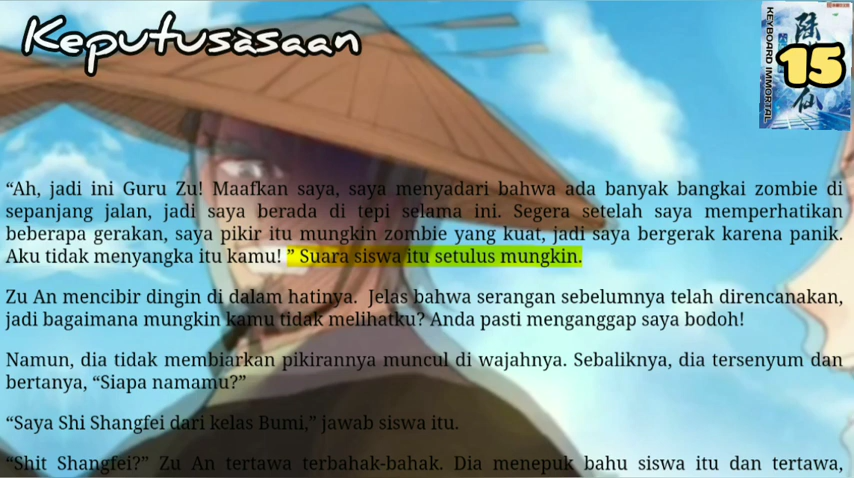 Keputusasaan
KEYBOARD IMMORTAL
15
“Ah, jadi ini Guru Zu! Maafkan saya, saya menyadari bahwa ada banyak bangkai zombie di
sepanjang jalan, jadi saya berada di tepi selama ini. Segera setelah saya memperhatikan
beberapa gerakan, saya pikir itu mungkin zombie yang kuat, jadi saya bergerak karena panik.
Aku tidak menyangka itu kamu! ” Suara siswa itu setulus mungkin.
Zu An mencibir dingin di dalam hatinya. Jelas bahwa serangan sebelumnya telah direncanakan,
jadi bagaimana mungkin kamu tidak melihatku? Anda pasti menganggap saya bodoh!
Namun, dia tidak membiarkan pikirannya muncul di wajahnya. Sebaliknya, dia tersenyum dan
bertanya, “Siapa namamu?”
“Saya Shi Shangfei dari kelas Bumi,” jawab siswa itu.
“Shit Shangfei?” Zu An tertawa terbahak-bahak. Dia menepuk bahu siswa itu dan tertawa,